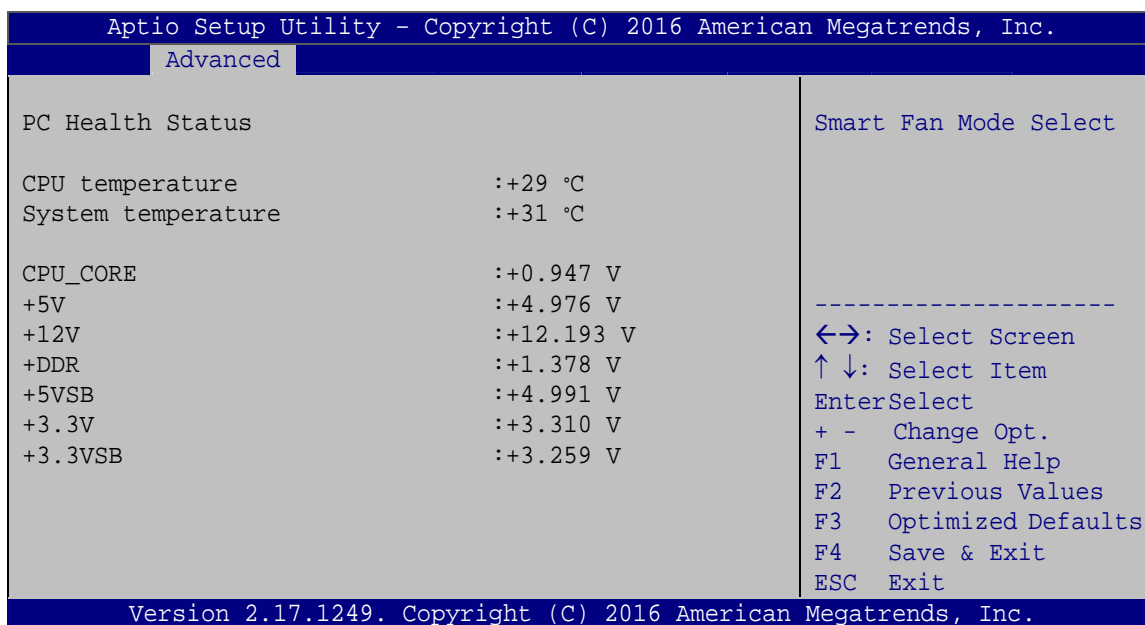 Aptio Setup Utility – Copyright (C) 2016 American Megatrends, Inc.
Advanced
PC Health Status
CPU temperature :+29 °C
System temperature :+31 °C
CPU_CORE :+0.947 V
+5V :+4.976 V
+12V :+12.193 V
+DDR :+1.378 V
+5VSB :+4.991 V
+3.3V :+3.310 V
+3.3VSB :+3.259 V
Smart Fan Mode Select
---------------------
←→: Select Screen
↑ ↓: Select Item
EnterSelect
+ - Change Opt.
F1 General Help
F2 Previous Values
F3 Optimized Defaults
F4 Save & Exit
ESC Exit
Version 2.17.1249. Copyright (C) 2016 American Megatrends, Inc.